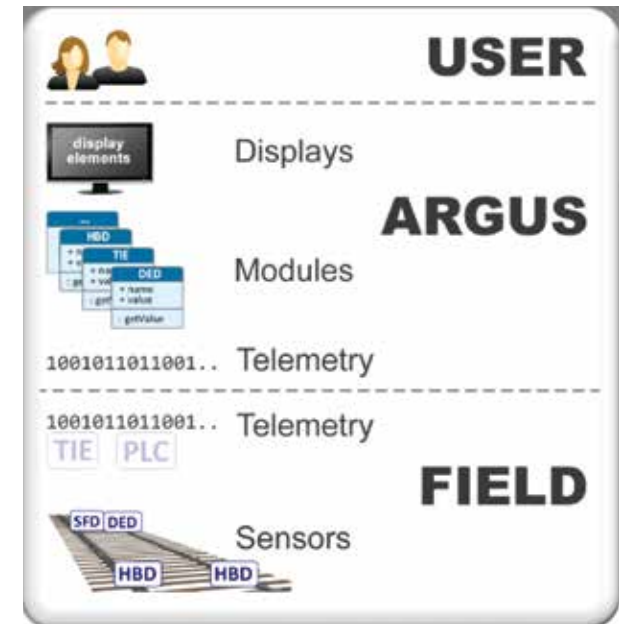 USER
display
elements
Displays
ARGUS
...
HBD
TIE
DED
+ name
+ value
: getValue
Modules
1001011011001.. Telemetry
1001011011001.. Telemetry
TIE PLC
FIELD
SFD DED
Sensors
HBD HBD